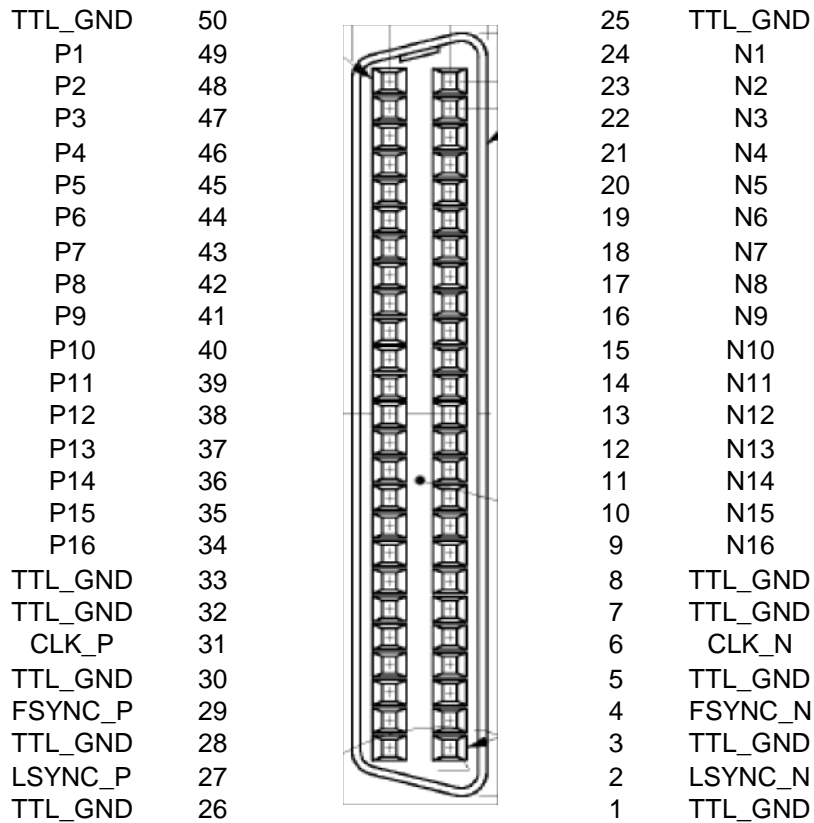 TTL_GND 50 25 TTL_GND
P1 49 24 N1
P2 48 23 N2
P3 47 22 N3
P4 46 21 N4
P5 45 20 N5
P6 44 19 N6
P7 43 18 N7
P8 42 17 N8
P9 41 16 N9
P10 40 15 N10
P11 39 14 N11
P12 38 13 N12
P13 37 12 N13
P14 36 11 N14
P15 35 10 N15
P16 34 9 N16
TTL_GND 33 8 TTL_GND
TTL_GND 32 7 TTL_GND
CLK_P 31 6 CLK_N
TTL_GND 30 5 TTL_GND
FSYNC_P 29 4 FSYNC_N
TTL_GND 28 3 TTL_GND
LSYNC_P 27 2 LSYNC_N
TTL_GND 26 1 TTL_GND